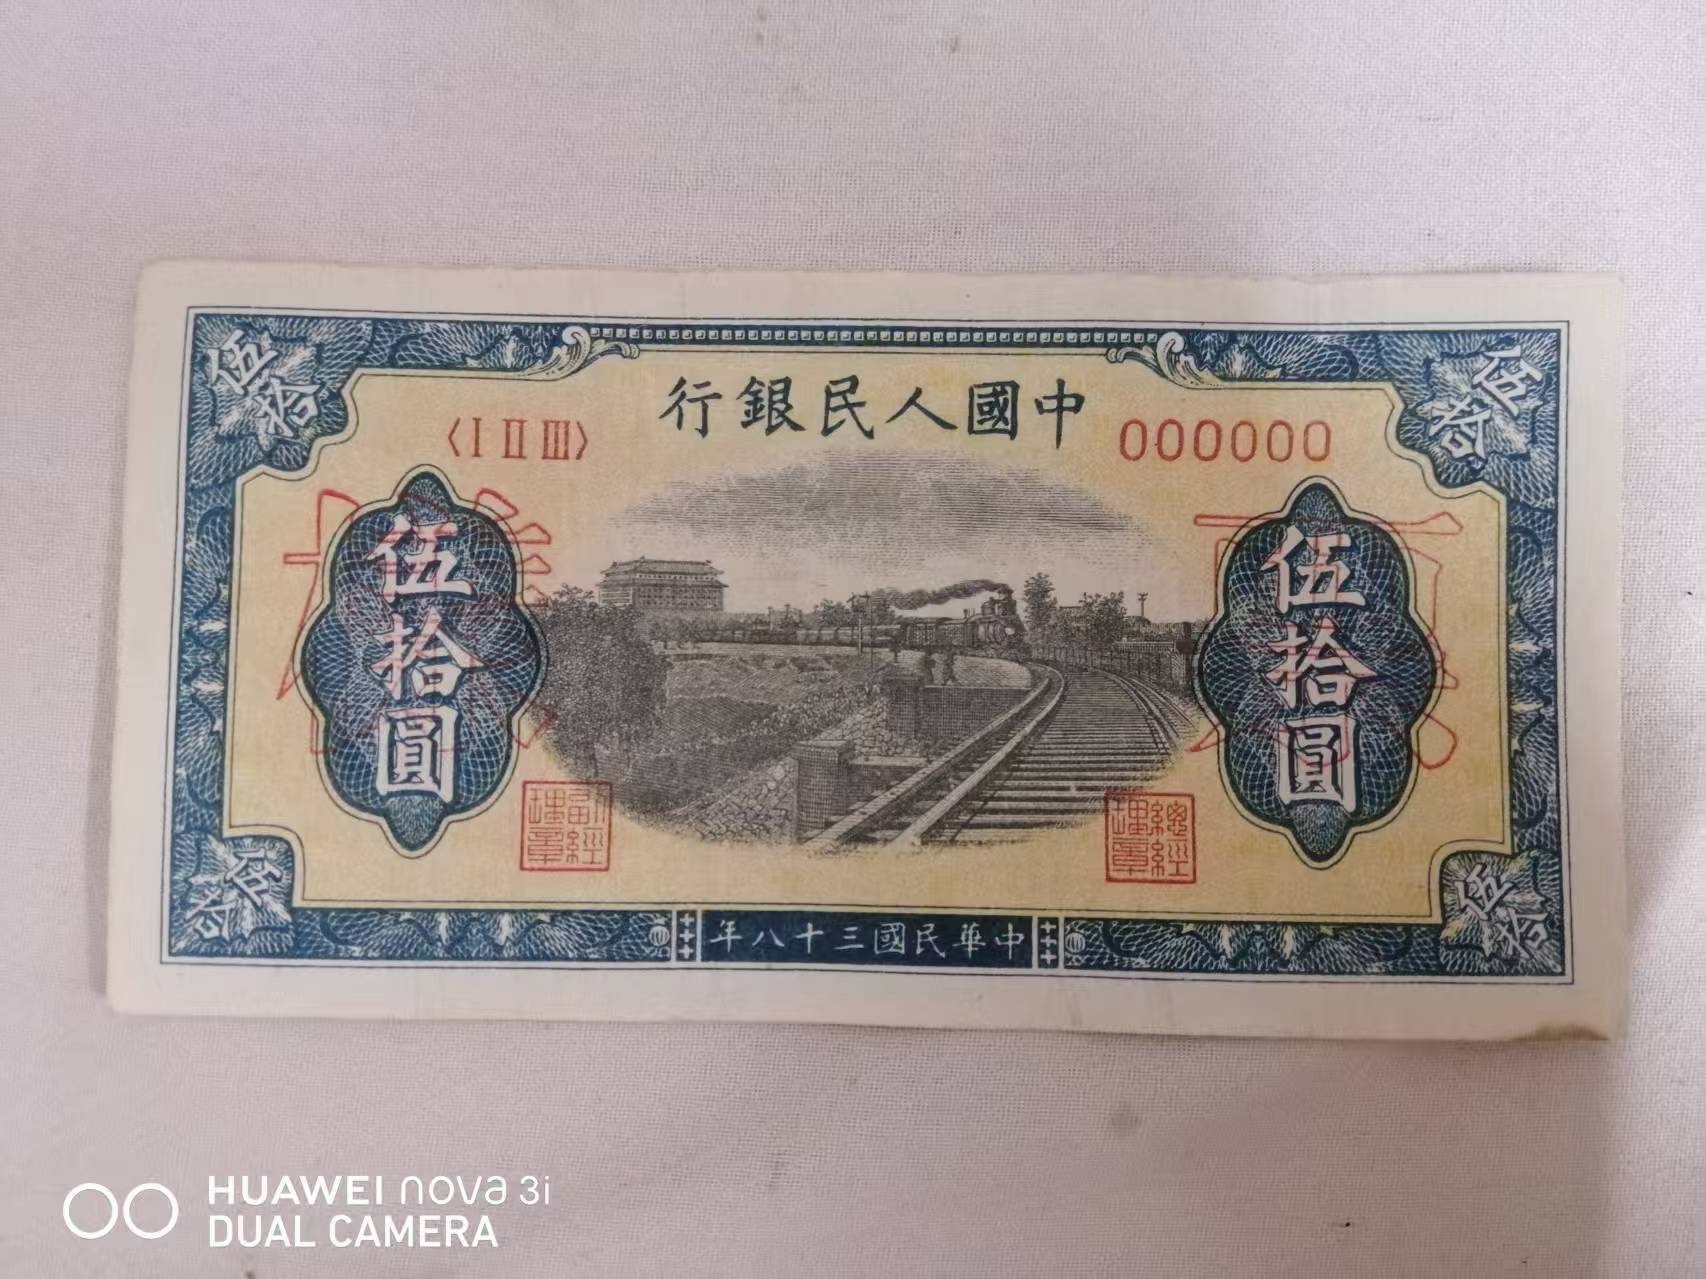 伍拾
伍拾
中國人民銀行
〈Ⅰ Ⅱ Ⅲ〉
000000
伍拾圓
伍拾圓
票樣
總經理章
副經理章
伍拾
伍拾
中華民國三十八年
HUAWEI nova 3i
DUAL CAMERA